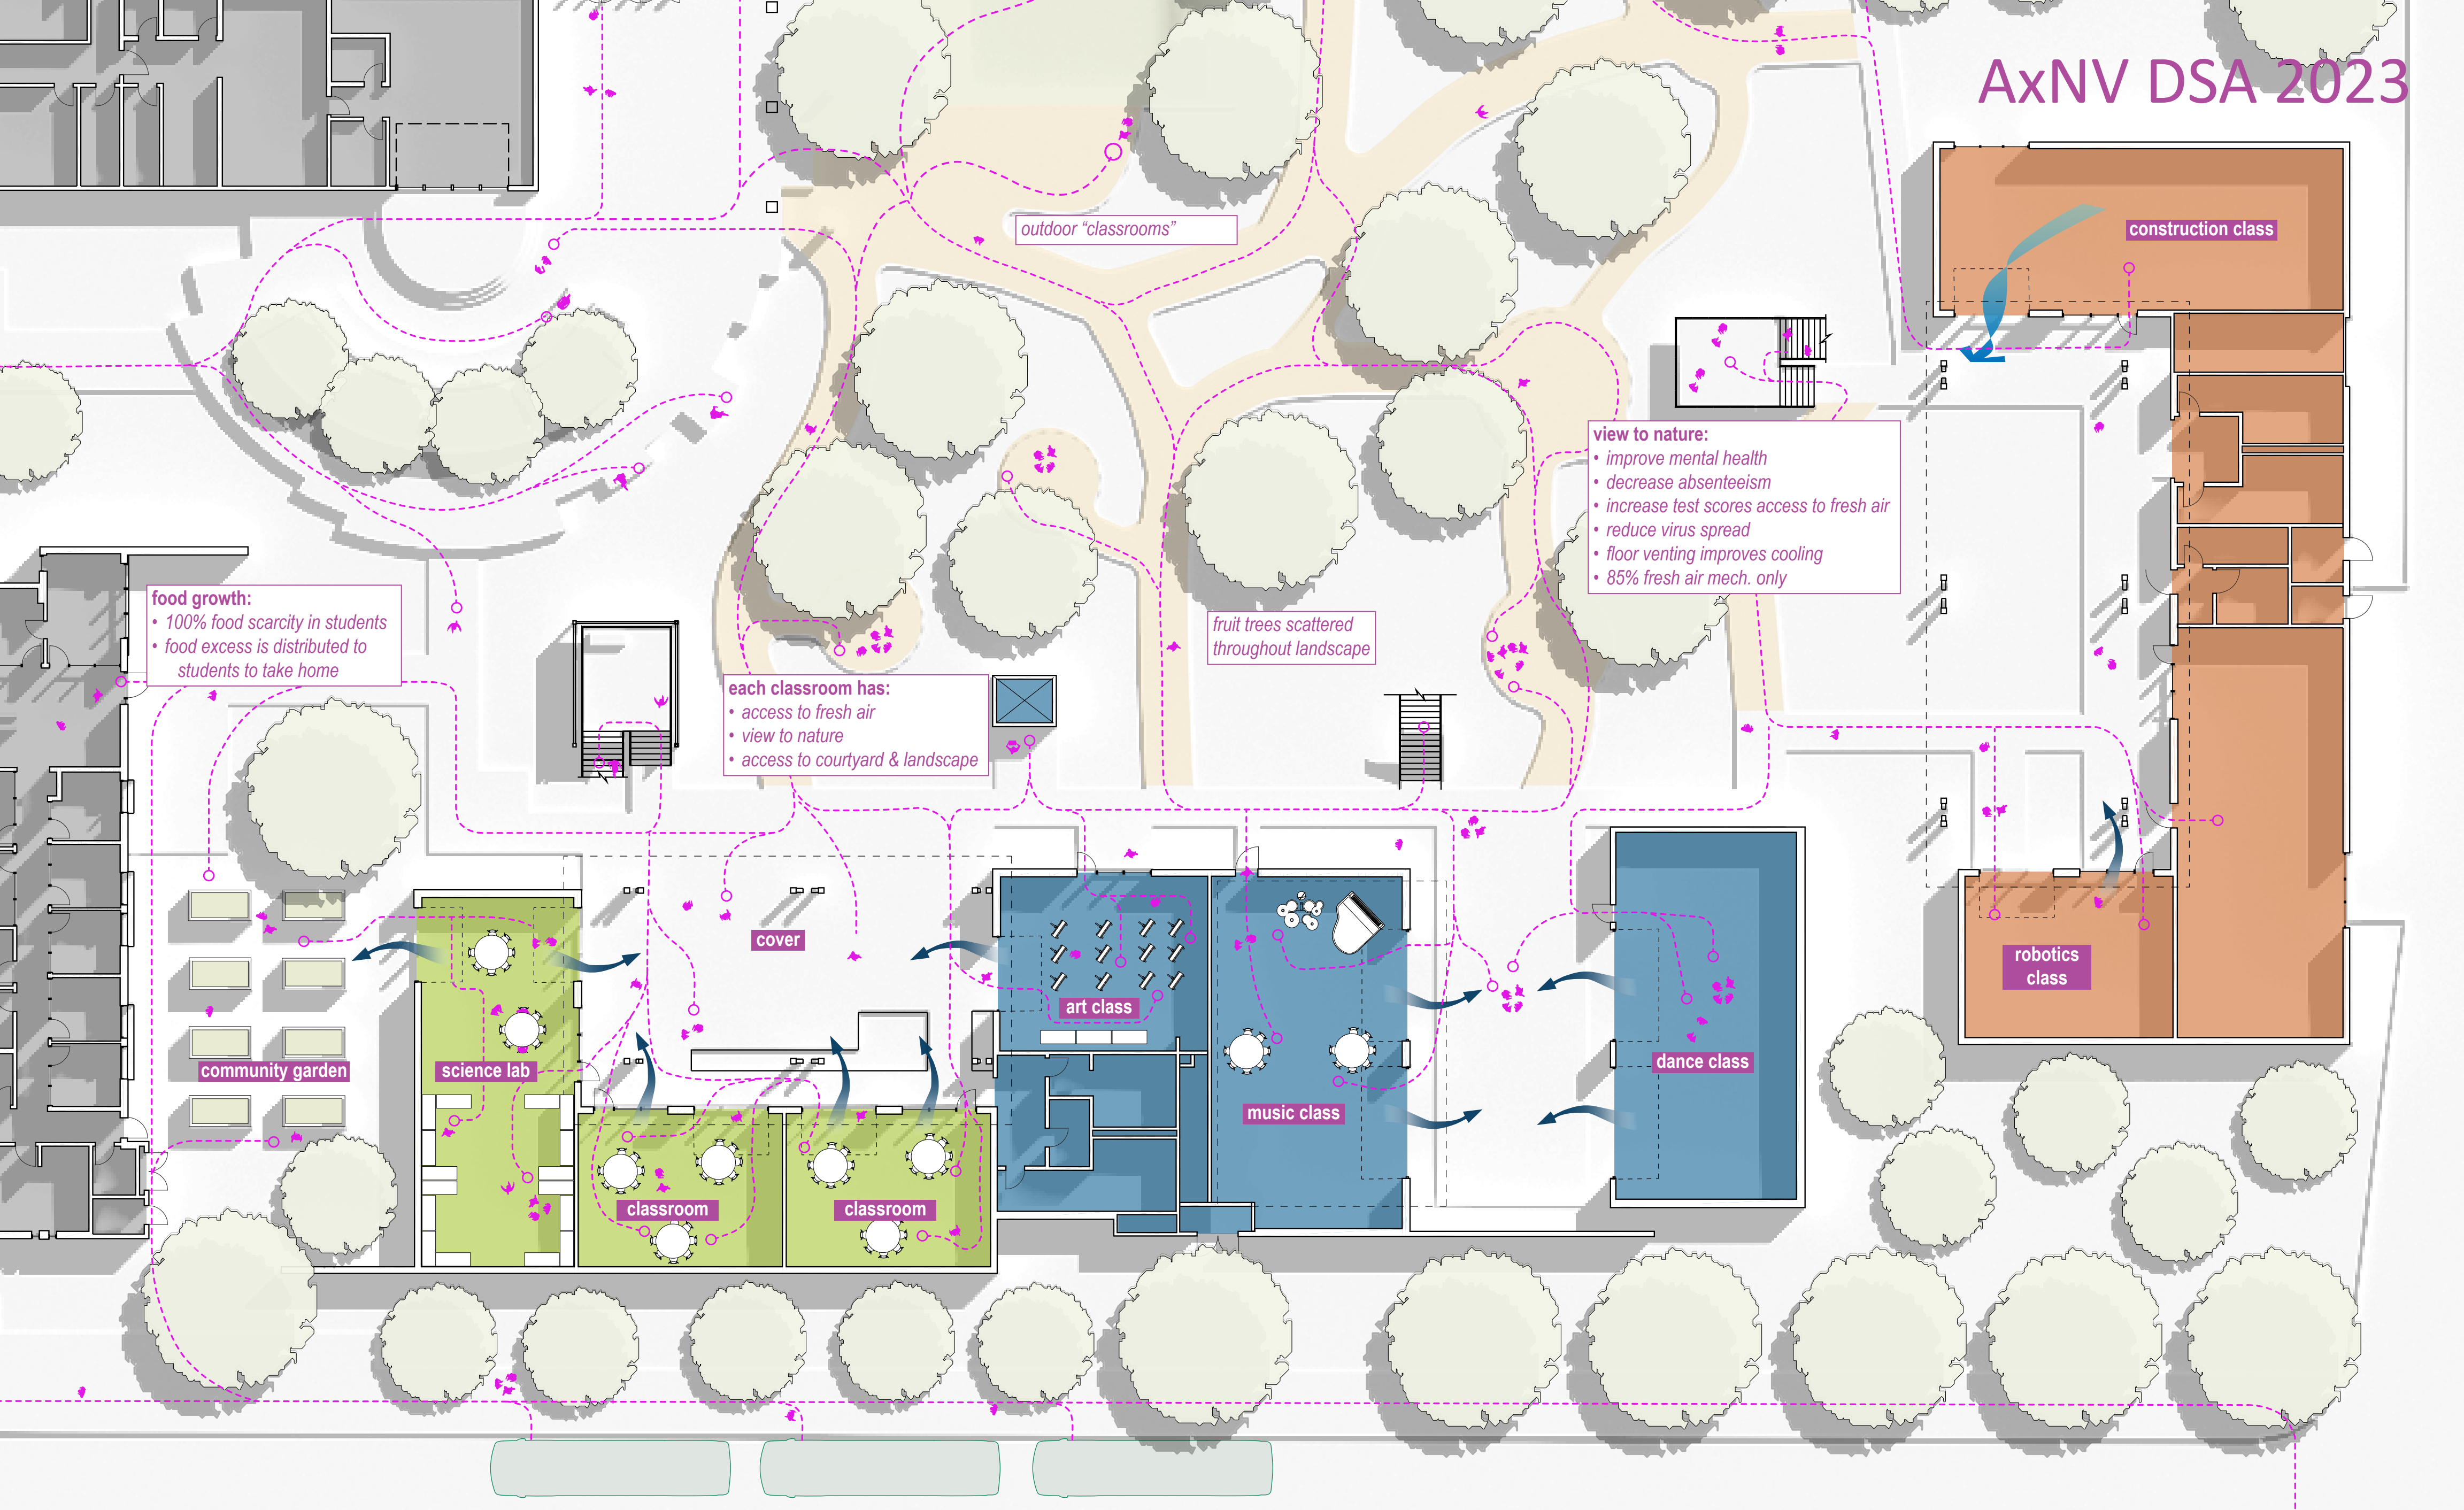 AxNV DSA 2023
construction class
outdoor “classrooms”
view to nature:
• improve mental health
• decrease absenteeism
• increase test scores access to fresh air
• reduce virus spread
• floor venting improves cooling
• 85% fresh air mech. only
food growth:
• 100% food scarcity in students
• food excess is distributed to
students to take home
fruit trees scattered
throughout landscape
each classroom has:
• access to fresh air
• view to nature
• access to courtyard & landscape
cover
robotics
class
art class
community garden
science lab
dance class
music class
classroom
classroom